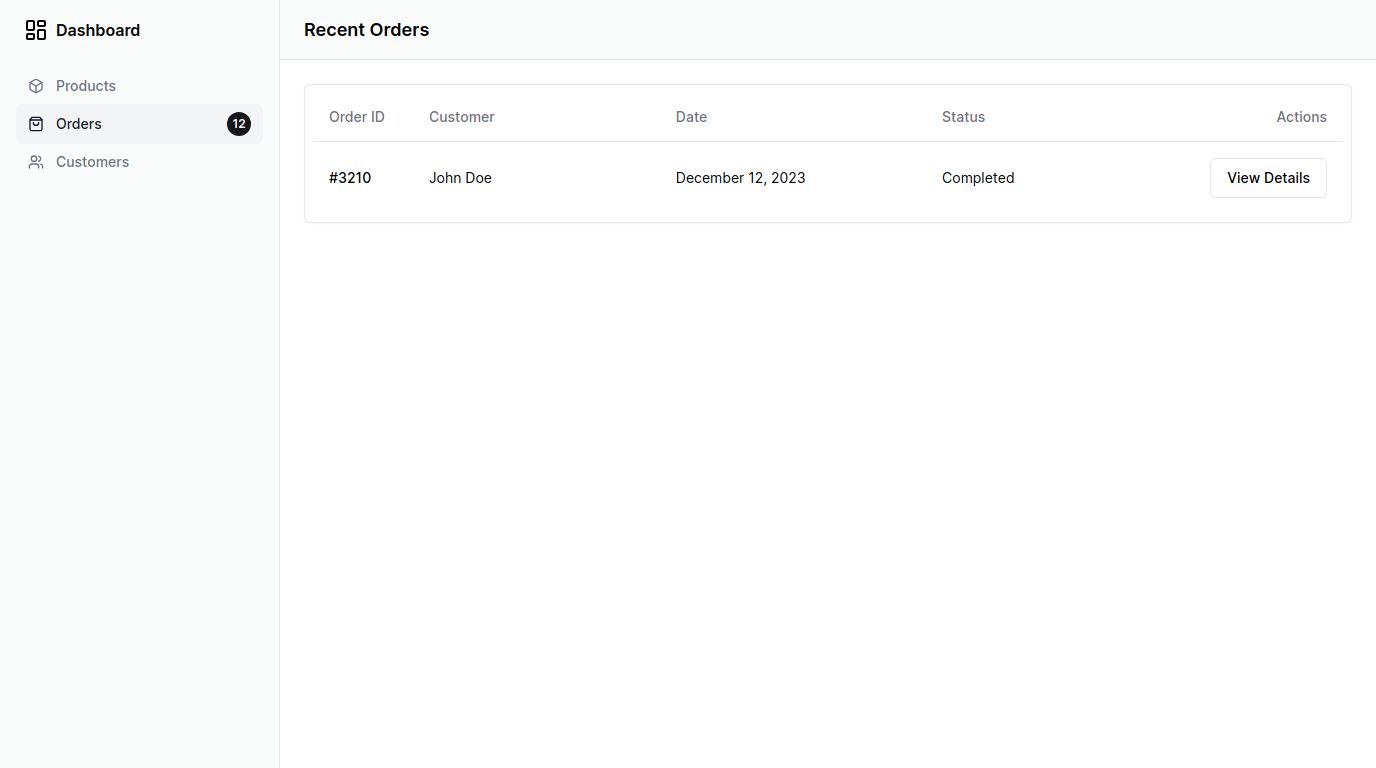 Dashboard
Products
Orders 12
Customers
Recent Orders
Order ID Customer Date Status Actions
#3210 John Doe December 12, 2023 Completed View Details